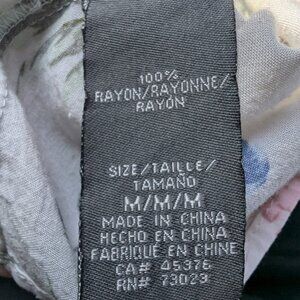 100%
RAYON/RAYONNE/
RAYÓN
SIZE/TAILLE/
TAMAÑO
M/M/M
MADE IN CHINA
HECHO EN CHINA
FABRIQUÉ EN CHINE
CA# 45376
RN# 73023